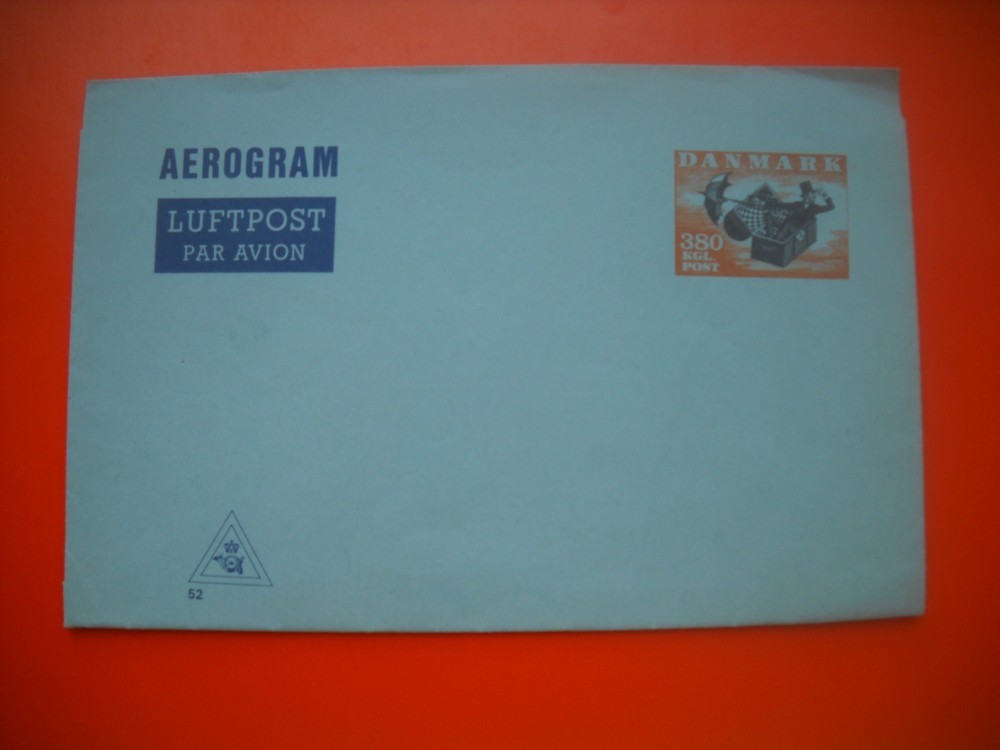 AEROGRAM
LUFTPOST
PAR AVION
DANMARK
380
KGL.
POST
52